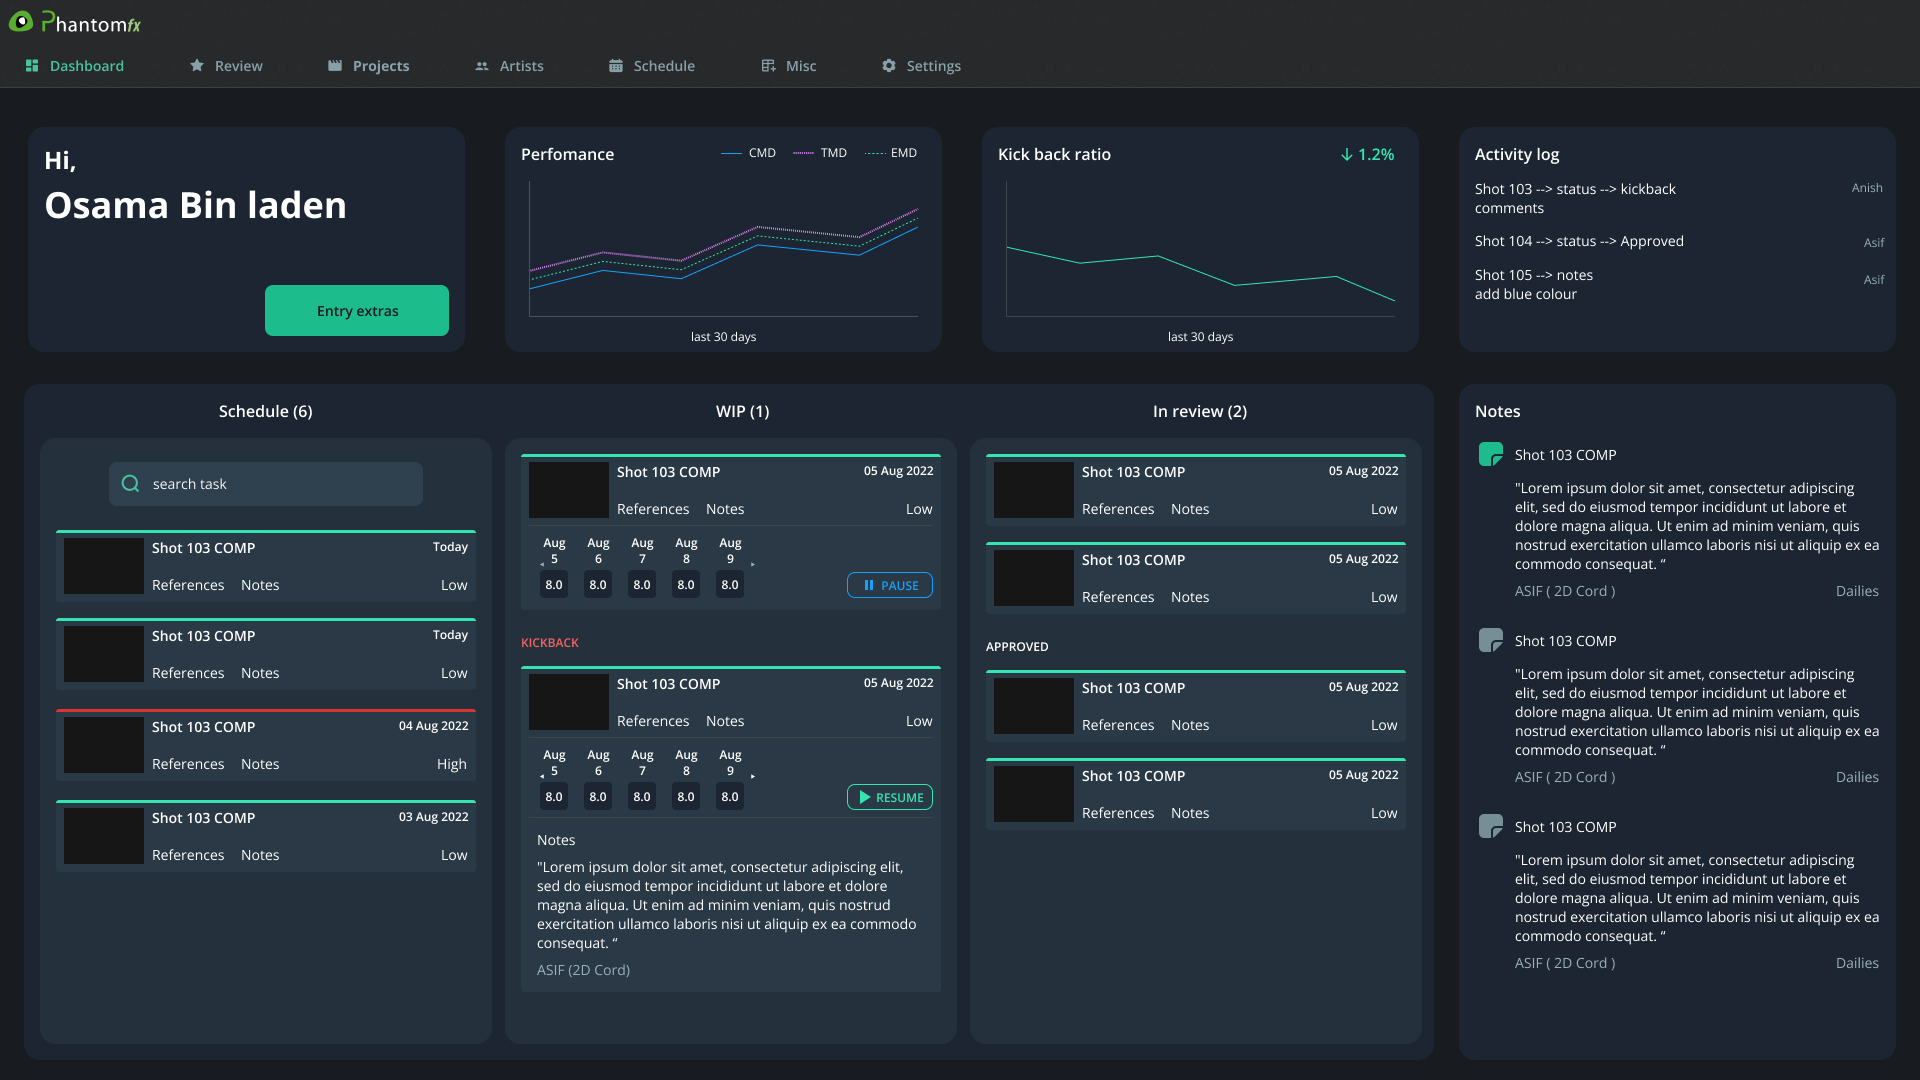 Phantomfx
Dashboard
Review
Projects
Artists
Schedule
Misc
Settings
Hi,
Osama Bin laden
Entry extras
Perfomance
CMD
TMD
EMD
last 30 days
Kick back ratio
↓ 1.2%
last 30 days
Activity log
Shot 103 --> status --> kickback
comments
Anish
Shot 104 --> status --> Approved
Asif
Shot 105 --> notes
add blue colour
Asif
Schedule (6)
search task
Shot 103 COMP
Today
References Notes
Low
Shot 103 COMP
Today
References Notes
Low
Shot 103 COMP
04 Aug 2022
References Notes
High
Shot 103 COMP
03 Aug 2022
References Notes
Low
WIP (1)
Shot 103 COMP
05 Aug 2022
References Notes
Low
Aug Aug Aug Aug Aug
5 6 7 8 9
8.0 8.0 8.0 8.0 8.0
PAUSE
KICKBACK
Shot 103 COMP
05 Aug 2022
References Notes
Low
Aug Aug Aug Aug Aug
5 6 7 8 9
8.0 8.0 8.0 8.0 8.0
RESUME
Notes
"Lorem ipsum dolor sit amet, consectetur adipiscing elit,
sed do eiusmod tempor incididunt ut labore et dolore
magna aliqua. Ut enim ad minim veniam, quis nostrud
exercitation ullamco laboris nisi ut aliquip ex ea commodo
consequat. “
ASIF (2D Cord)
In review (2)
Shot 103 COMP
05 Aug 2022
References Notes
Low
Shot 103 COMP
05 Aug 2022
References Notes
Low
APPROVED
Shot 103 COMP
05 Aug 2022
References Notes
Low
Shot 103 COMP
05 Aug 2022
References Notes
Low
Notes
Shot 103 COMP
"Lorem ipsum dolor sit amet, consectetur adipiscing
elit, sed do eiusmod tempor incididunt ut labore et
dolore magna aliqua. Ut enim ad minim veniam, quis
nostrud exercitation ullamco laboris nisi ut aliquip ex ea
commodo consequat. “
ASIF ( 2D Cord )
Dailies
Shot 103 COMP
"Lorem ipsum dolor sit amet, consectetur adipiscing
elit, sed do eiusmod tempor incididunt ut labore et
dolore magna aliqua. Ut enim ad minim veniam, quis
nostrud exercitation ullamco laboris nisi ut aliquip ex ea
commodo consequat. “
ASIF ( 2D Cord )
Dailies
Shot 103 COMP
"Lorem ipsum dolor sit amet, consectetur adipiscing
elit, sed do eiusmod tempor incididunt ut labore et
dolore magna aliqua. Ut enim ad minim veniam, quis
nostrud exercitation ullamco laboris nisi ut aliquip ex ea
commodo consequat. “
ASIF ( 2D Cord )
Dailies